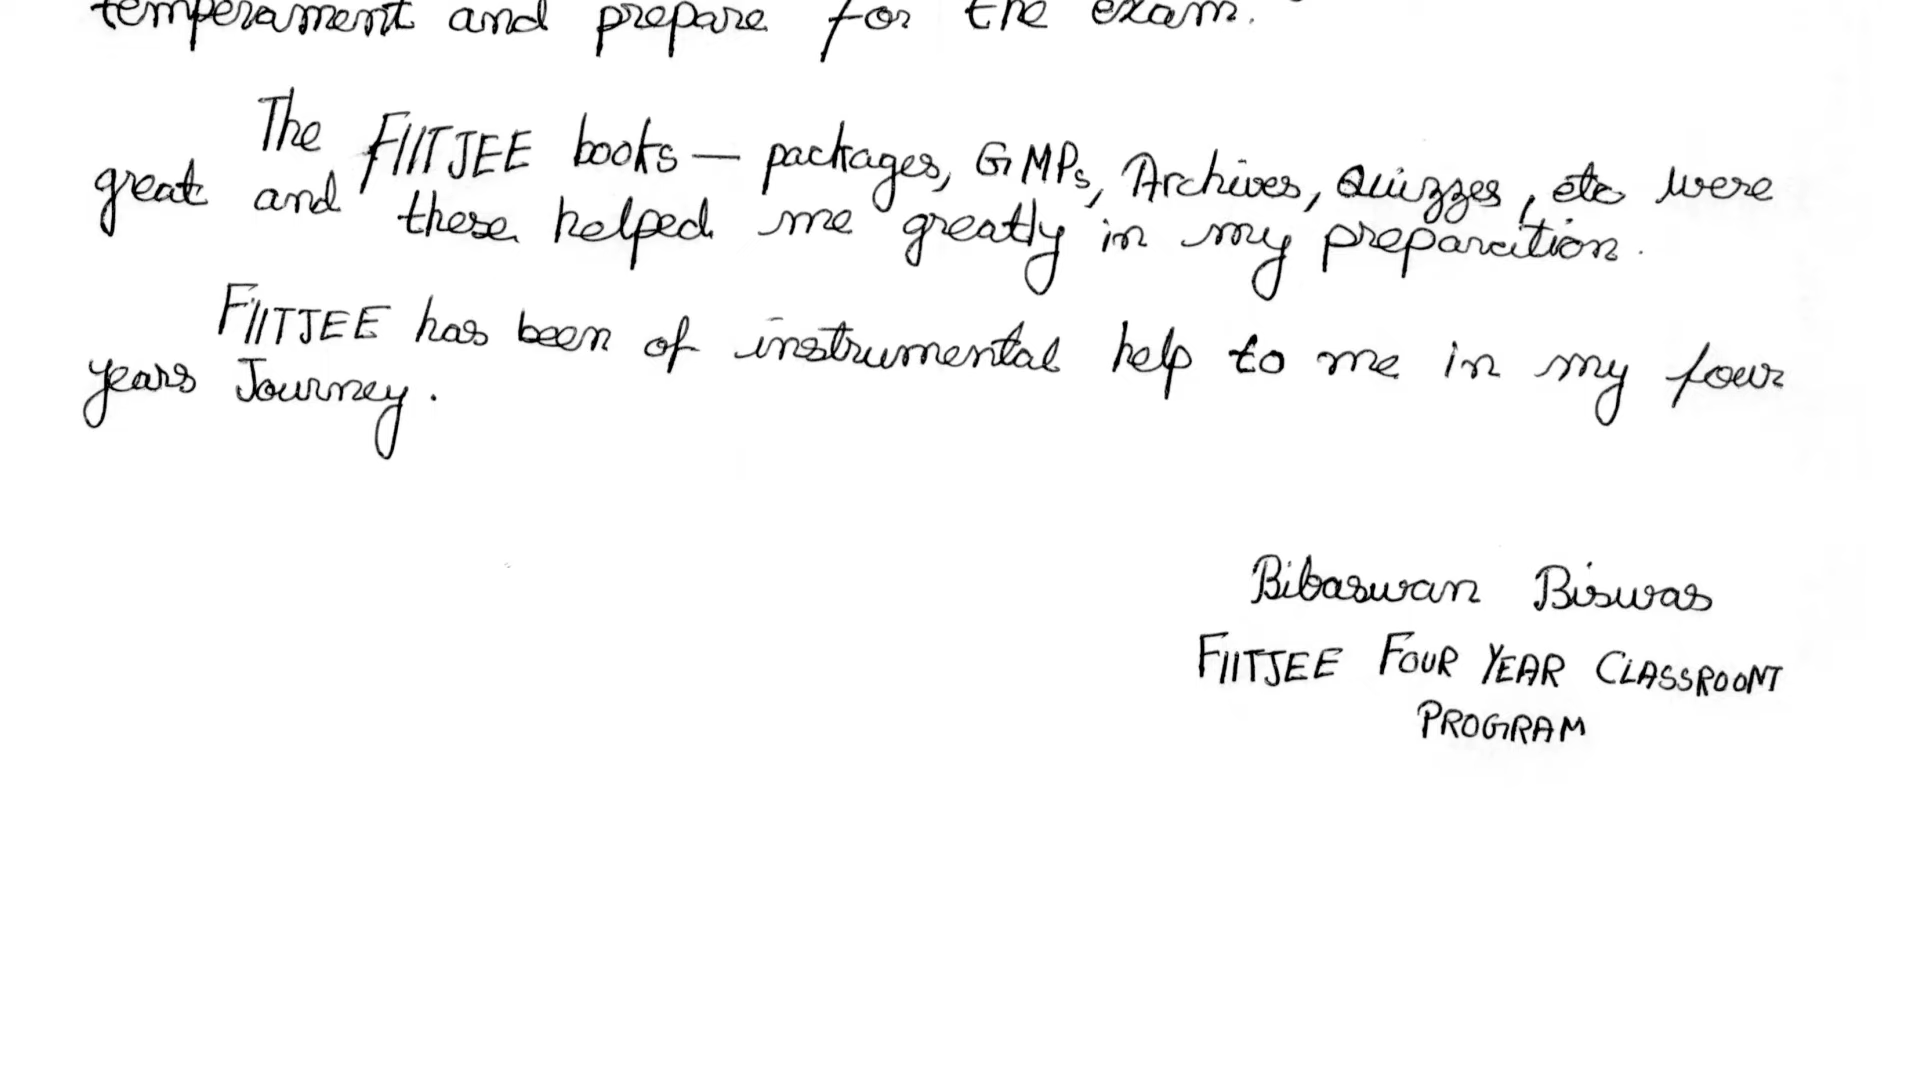 temperament and prepare for the exam.
The FIITJEE books — packages, GMPs, Archives, Quizzes, etc were
great and these helped me greatly in my preparation.
FIITJEE has been of instrumental help to me in my four
years Journey.
Bibaswan Biswas
FIITJEE FOUR YEAR CLASSROOM
PROGRAM